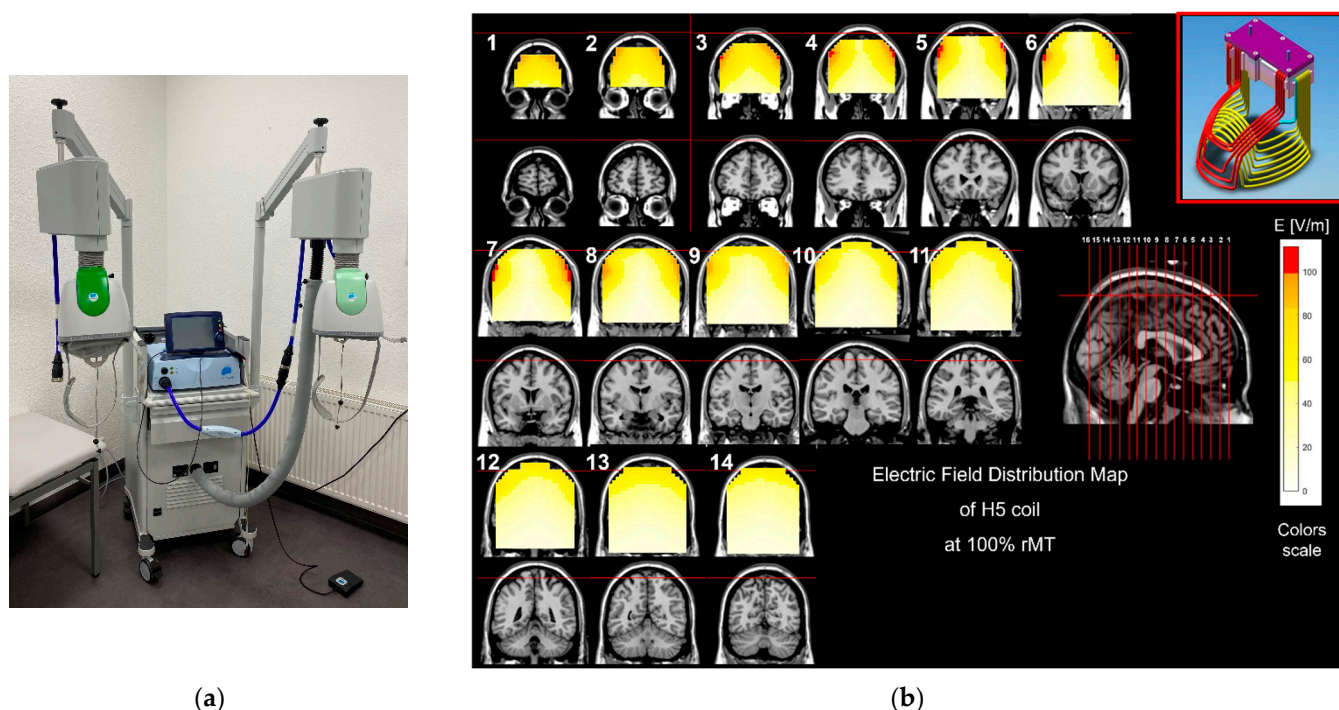 1 2 3 4 5 6
E [V/m]
7 8 9 10 11
16 15 14 13 12 11 10 9 8 7 6 5 4 3 2 1
100
80
60
40
20
0
12 13 14
Electric Field Distribution Map
of H5 coil
at 100% rMT
Colors
scale
(a) (b)